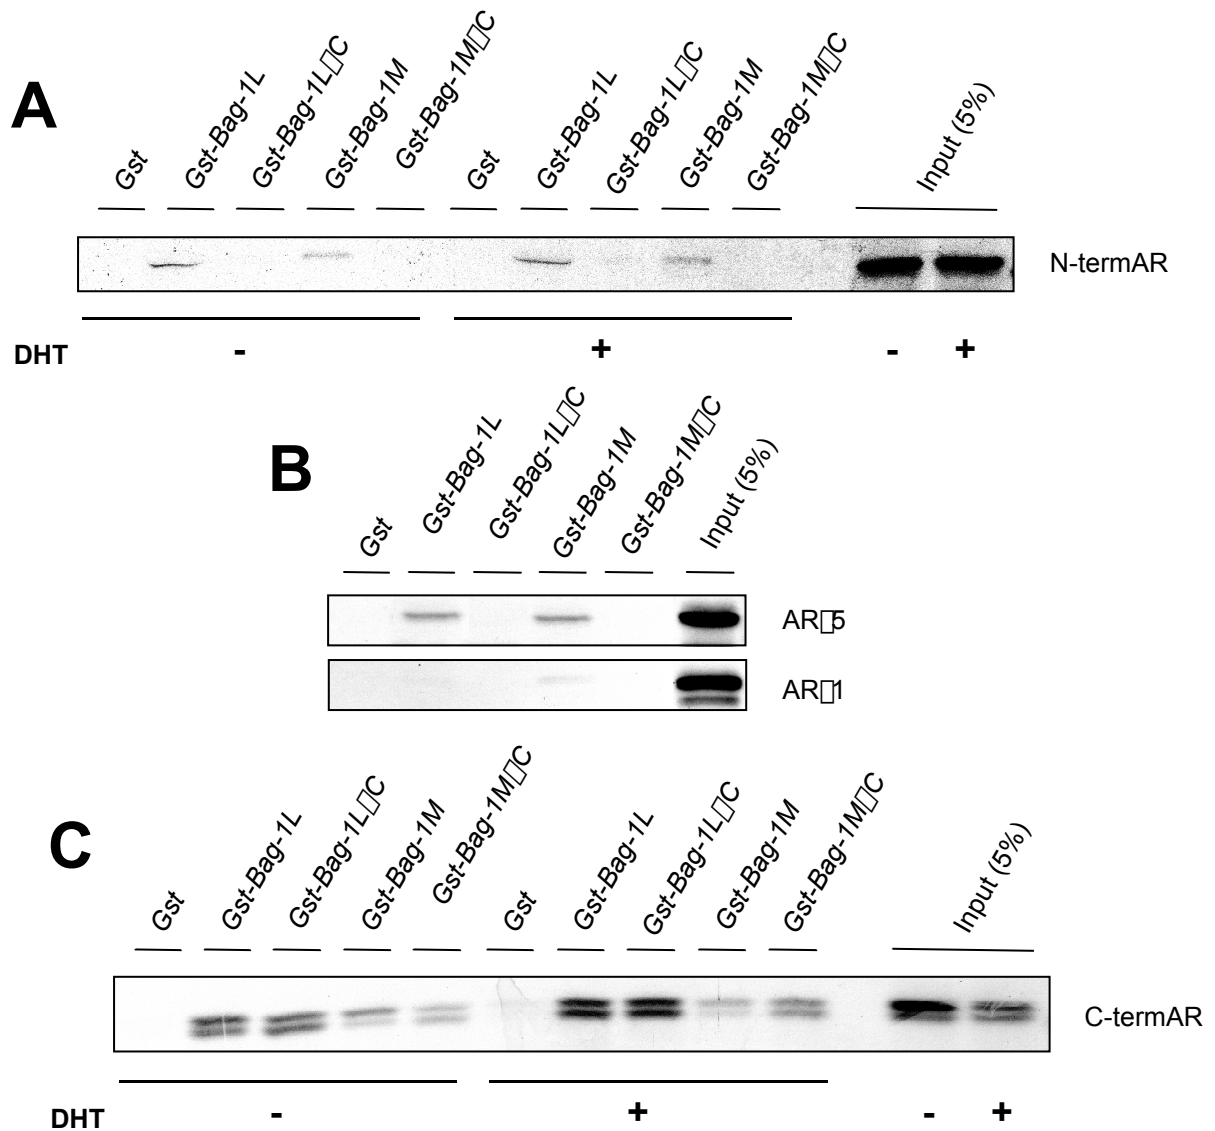 A
Gst
Gst-Bag-1L
Gst-Bag-1L▯C
Gst-Bag-1M
Gst-Bag-1M▯C
Gst
Gst-Bag-1L
Gst-Bag-1L▯C
Gst-Bag-1M
Gst-Bag-1M▯C
Input (5%)
N-termAR
DHT - + - +
B
Gst
Gst-Bag-1L
Gst-Bag-1L▯C
Gst-Bag-1M
Gst-Bag-1M▯C
Input (5%)
AR▯5
AR▯1
C
Gst
Gst-Bag-1L
Gst-Bag-1L▯C
Gst-Bag-1M
Gst-Bag-1M▯C
Gst
Gst-Bag-1L
Gst-Bag-1L▯C
Gst-Bag-1M
Gst-Bag-1M▯C
Input (5%)
C-termAR
DHT - + - +